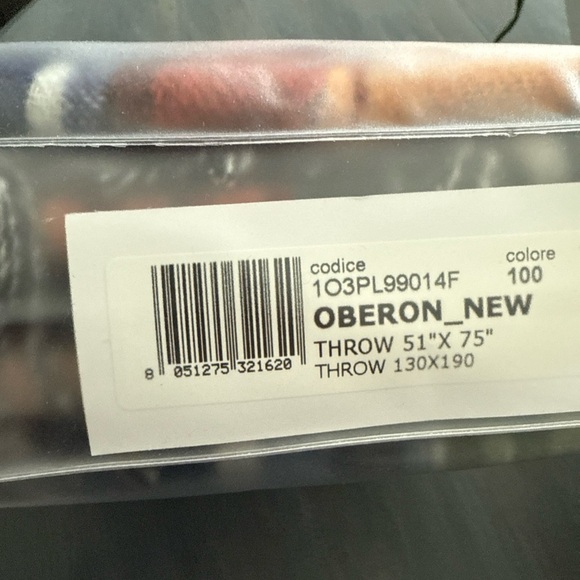 codice
colore
1O3PL99014F
100
OBERON_NEW
THROW 51"X 75"
THROW 130X190
8 051275 321620